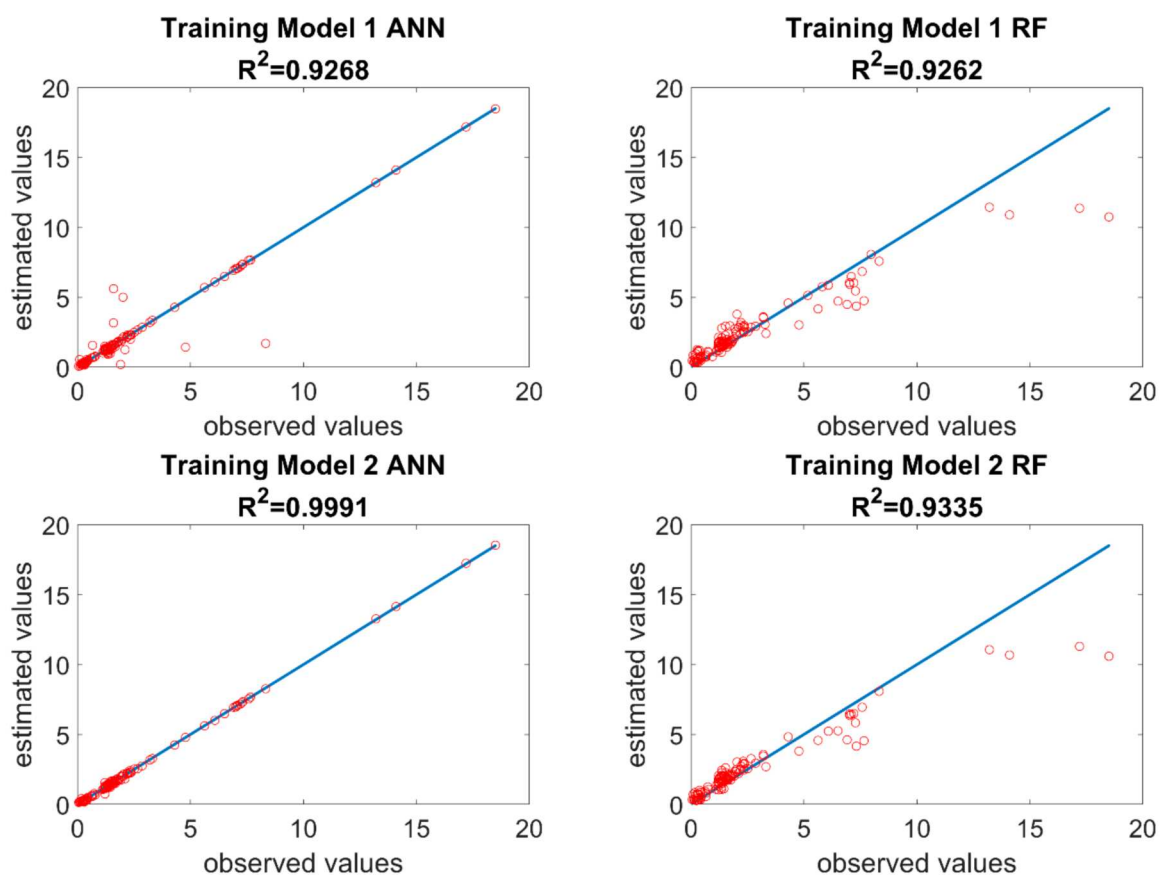 Training Model 1 ANN
R²=0.9268
20
15
10
5
0
0 5 10 15 20
estimated values
observed values
Training Model 1 RF
R²=0.9262
20
15
10
5
0
0 5 10 15 20
estimated values
observed values
Training Model 2 ANN
R²=0.9991
20
15
10
5
0
0 5 10 15 20
estimated values
observed values
Training Model 2 RF
R²=0.9335
20
15
10
5
0
0 5 10 15 20
estimated values
observed values